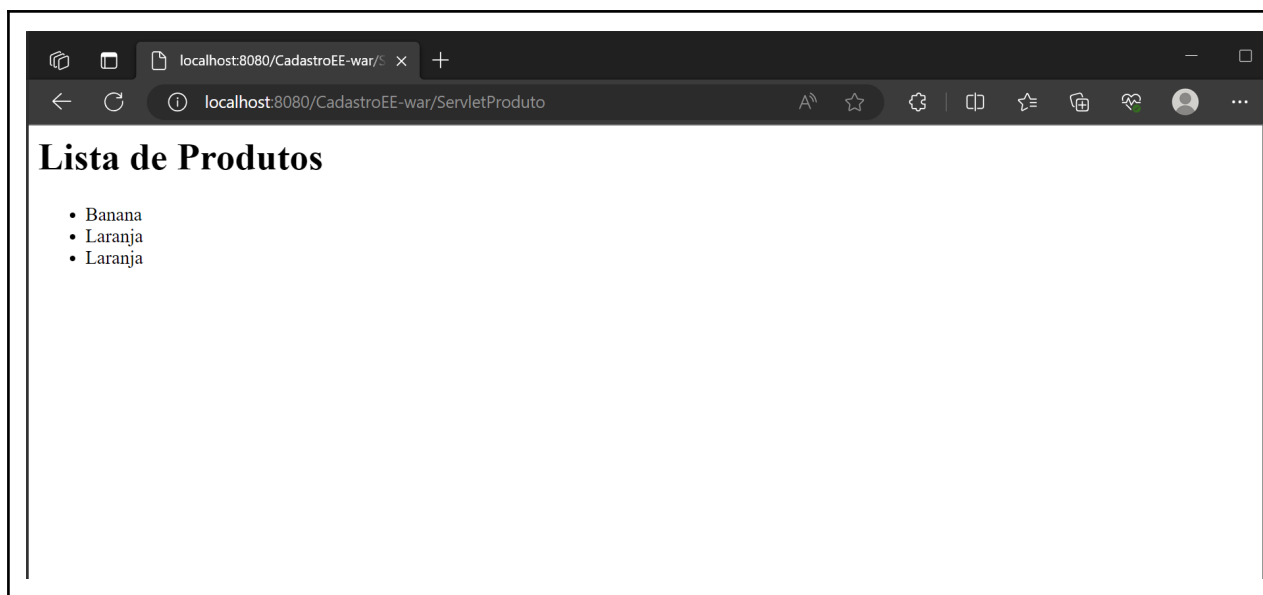 localhost:8080/CadastroEE-war/S
localhost:8080/CadastroEE-war/ServletProduto
Lista de Produtos
Banana
Laranja
Laranja